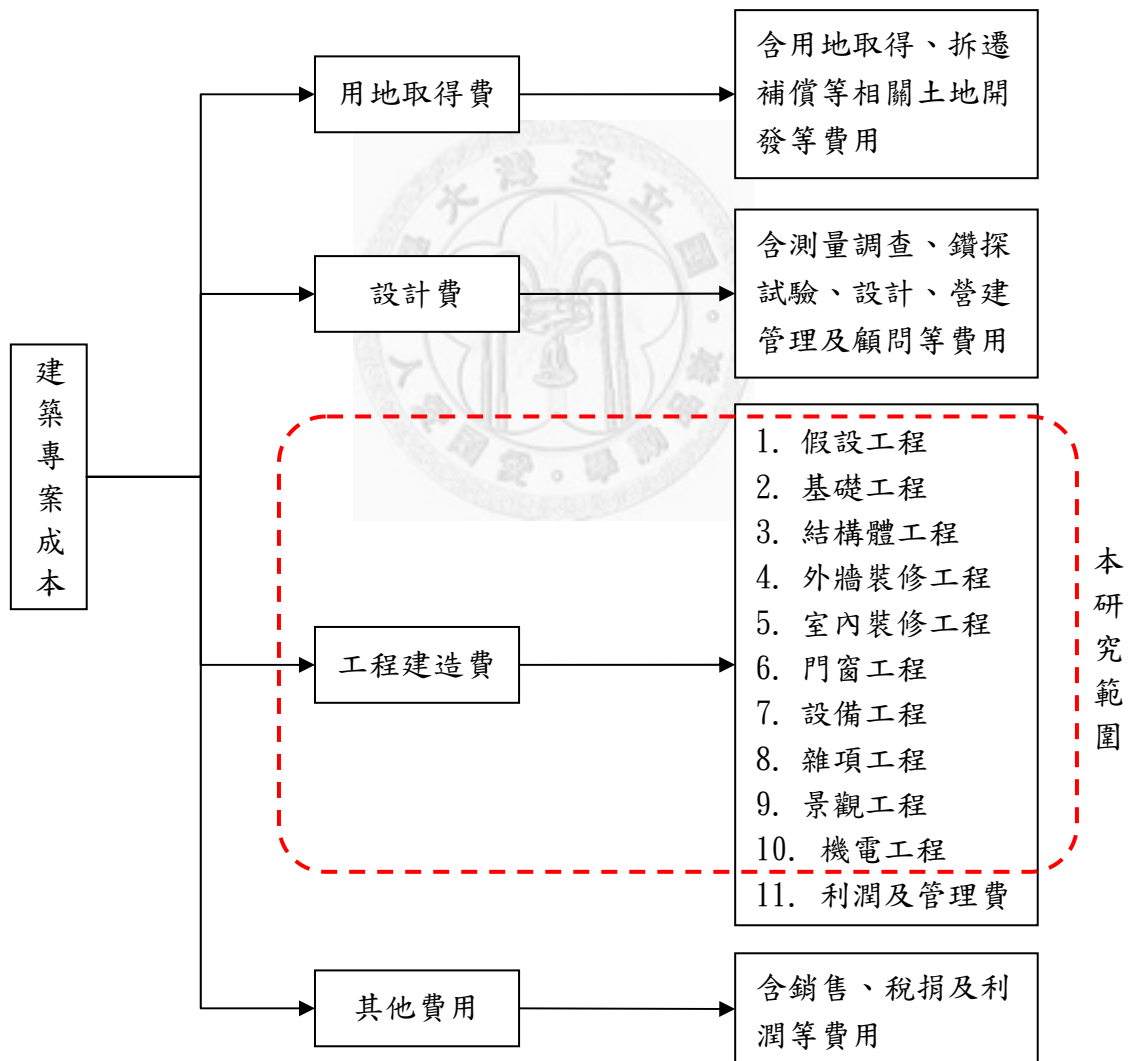 建築專案成本
用地取得費
含用地取得、拆遷
補償等相關土地開
發等費用
設計費
含測量調查、鑽探
試驗、設計、營建
管理及顧問等費用
工程建造費
1. 假設工程
2. 基礎工程
3. 結構體工程
4. 外牆裝修工程
5. 室內裝修工程
6. 門窗工程
7. 設備工程
8. 雜項工程
9. 景觀工程
10. 機電工程
11. 利潤及管理費
本研究範圍
其他費用
含銷售、稅捐及利
潤等費用